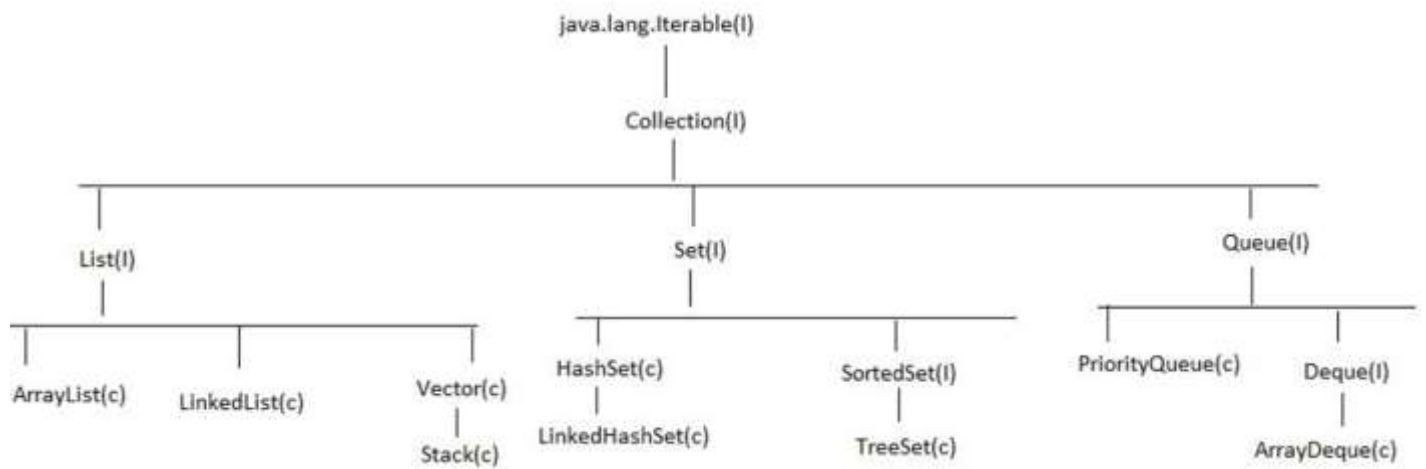 java.lang.Iterable(I)
Collection(I)
List(I)
Set(I)
Queue(I)
ArrayList(c)
LinkedList(c)
Vector(c)
Stack(c)
HashSet(c)
LinkedHashSet(c)
SortedSet(I)
TreeSet(c)
PriorityQueue(c)
Deque(I)
ArrayDeque(c)